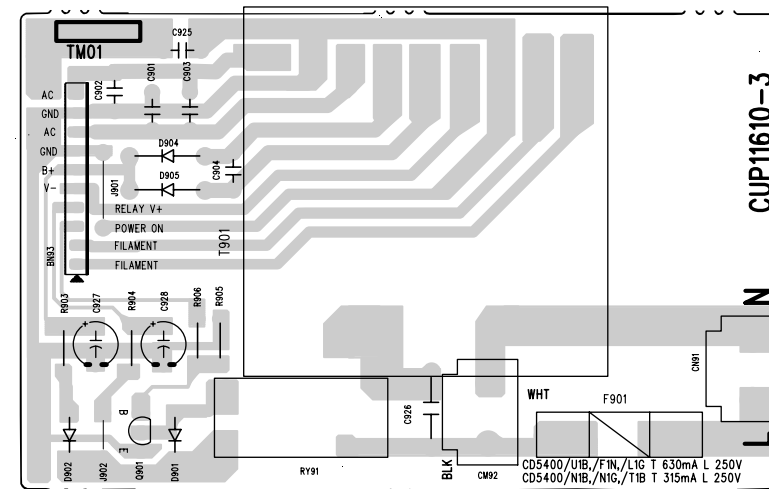 TM01
C925
C902
C901
C903
AC
GND
AC
GND
B+
V-
D904
D905
J901
C904
RELAY V+
POWER ON
FILAMENT
FILAMENT
BN93
T901
CUP11610-3
R903
C927
R904
C928
R906
R905
N
CN91
L
B
E
D902
J902
Q901
D901
RY91
C926
BLK
CM92
WHT
F901
CD5400/U1B,/F1N,/L1G T 630mA L 250V
CD5400/N1B,/N1G,/T1B T 315mA L 250V